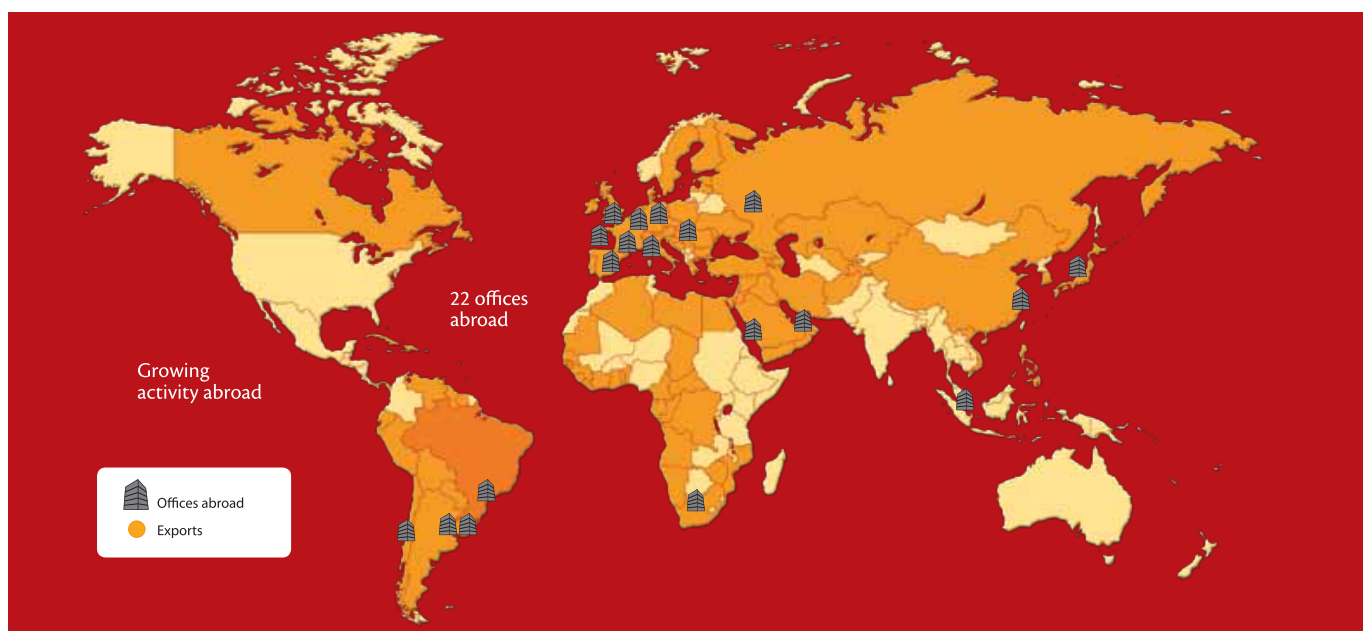 22 offices
abroad
Growing
activity abroad
Offices abroad
Exports